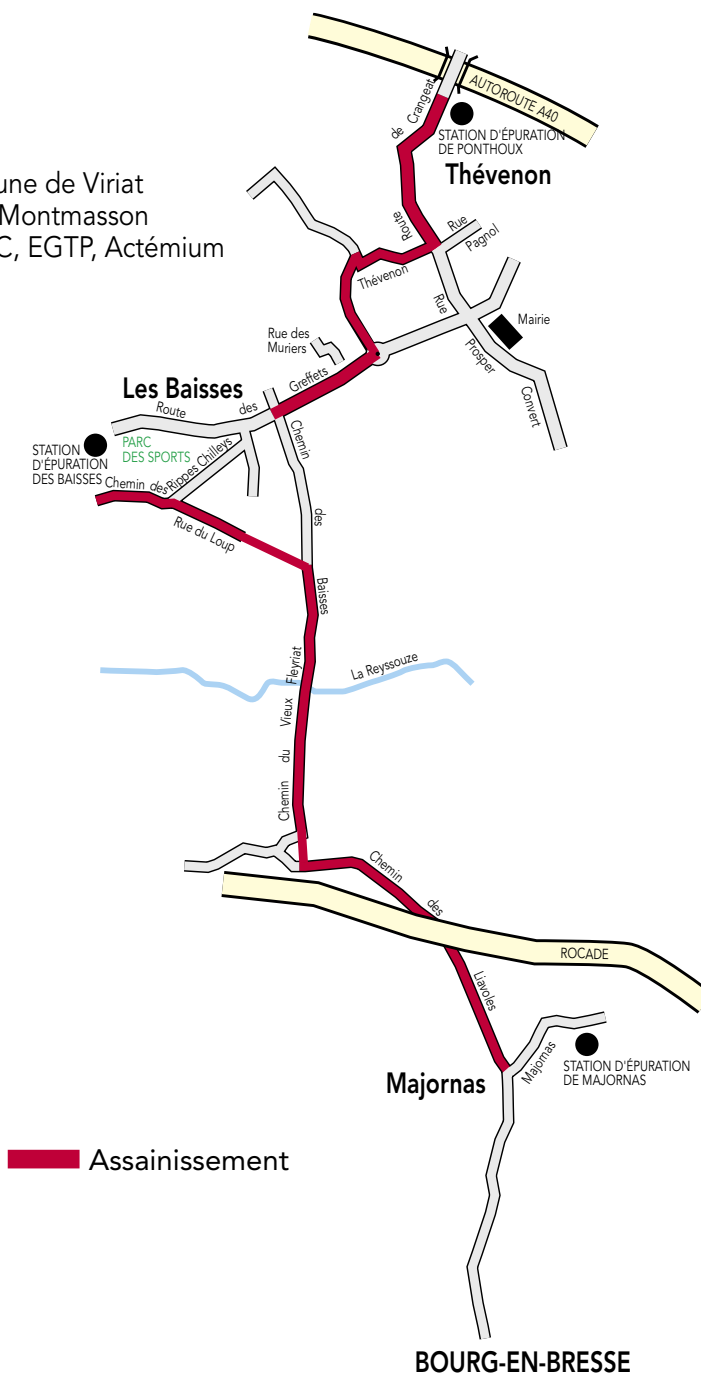 AUTOROUTE A40
Crangeat
de
Route
STATION D'ÉPURATION
DE PONTHOUX
Thévenon
une de Viriat
Montmasson
C, EGTP, Actémium
Rue
Pagnol
Thévenon
Rue
Prosper
Convert
Mairie
Rue des
Muriers
Greffets
des
Route
Les Baisses
STATION
D'ÉPURATION
DES BAISSES
PARC
DES SPORTS
Chemin des Rippes Chilleys
Rue du Loup
Chemin
des
Baisses
La Reyssouze
Chemin du Vieux Fleyriat
Chemin
des
Liavoles
ROCADE
Majornas
Majornas
STATION D'ÉPURATION
DE MAJORNAS
Assainissement
BOURG-EN-BRESSE